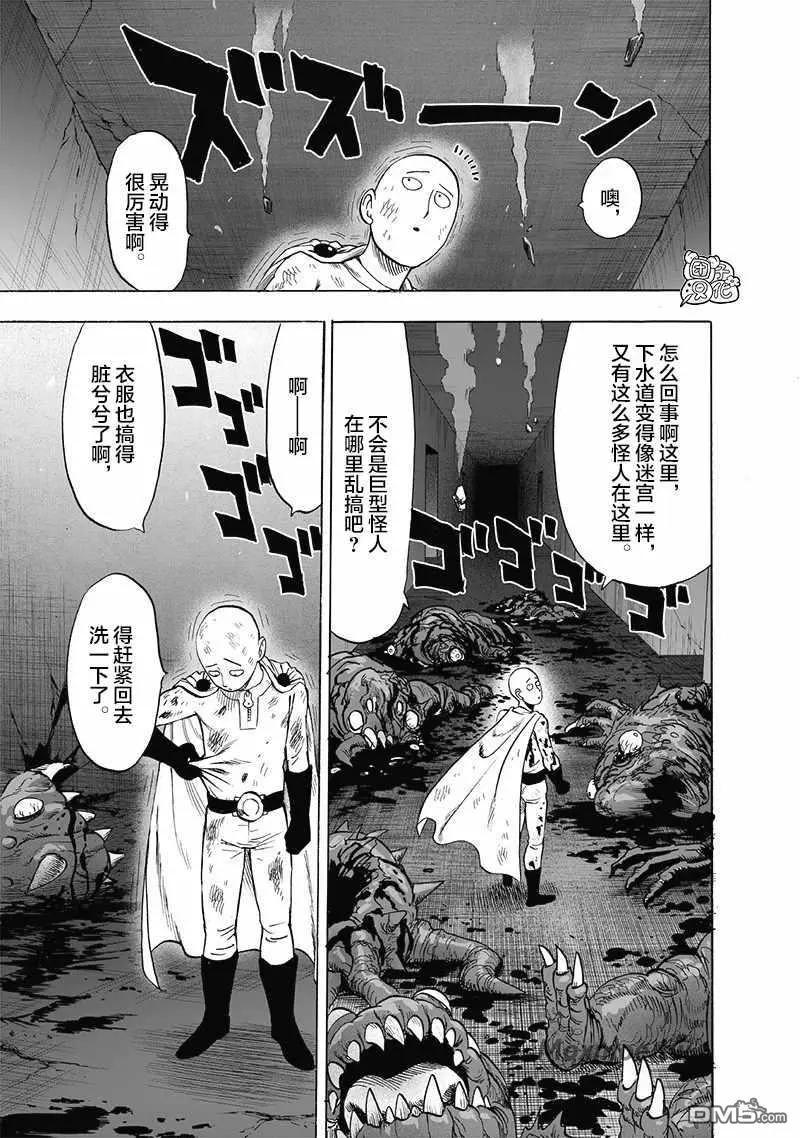 ズズーン
噢，
晃动得
很厉害啊。
团子
汉化
怎么回事啊这里，
下水道变得像迷宫一样，
又有这么多怪人在这里。
不会是巨型怪人
在哪里乱搞吧？
ゴゴゴゴ
啊——啊
衣服也搞得
脏兮兮了啊，
ゴゴゴゴ
得赶紧回去
洗一下了。
DM5.com